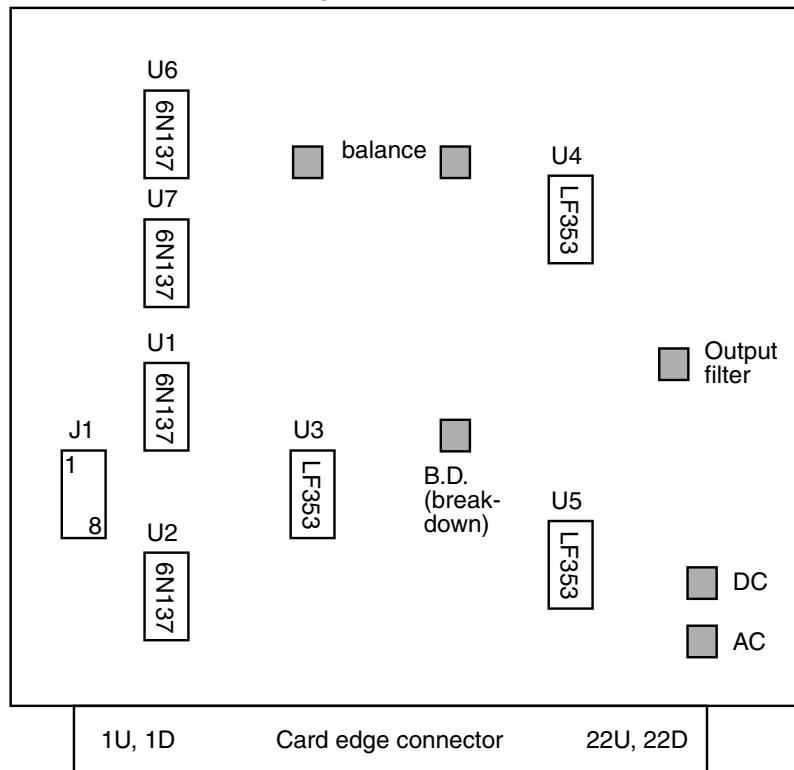 U6
6N137
balance
U4
LF353
U7
6N137
U1
6N137
Output
filter
J1
1
8
U3
LF353
B.D.
(break-
down)
U5
LF353
U2
6N137
DC
AC
1U, 1D
Card edge connector
22U, 22D